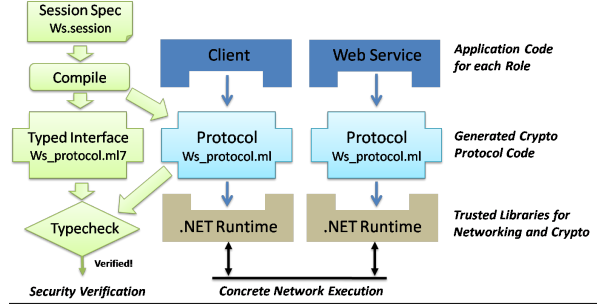 Session Spec
Ws.session
Compile
Typed Interface
Ws_protocol.ml7
Typecheck
Verified!
Security Verification
Client
Web Service
Application Code
for each Role
Protocol
Ws_protocol.ml
Protocol
Ws_protocol.ml
Generated Crypto
Protocol Code
.NET Runtime
.NET Runtime
Trusted Libraries for
Networking and Crypto
Concrete Network Execution